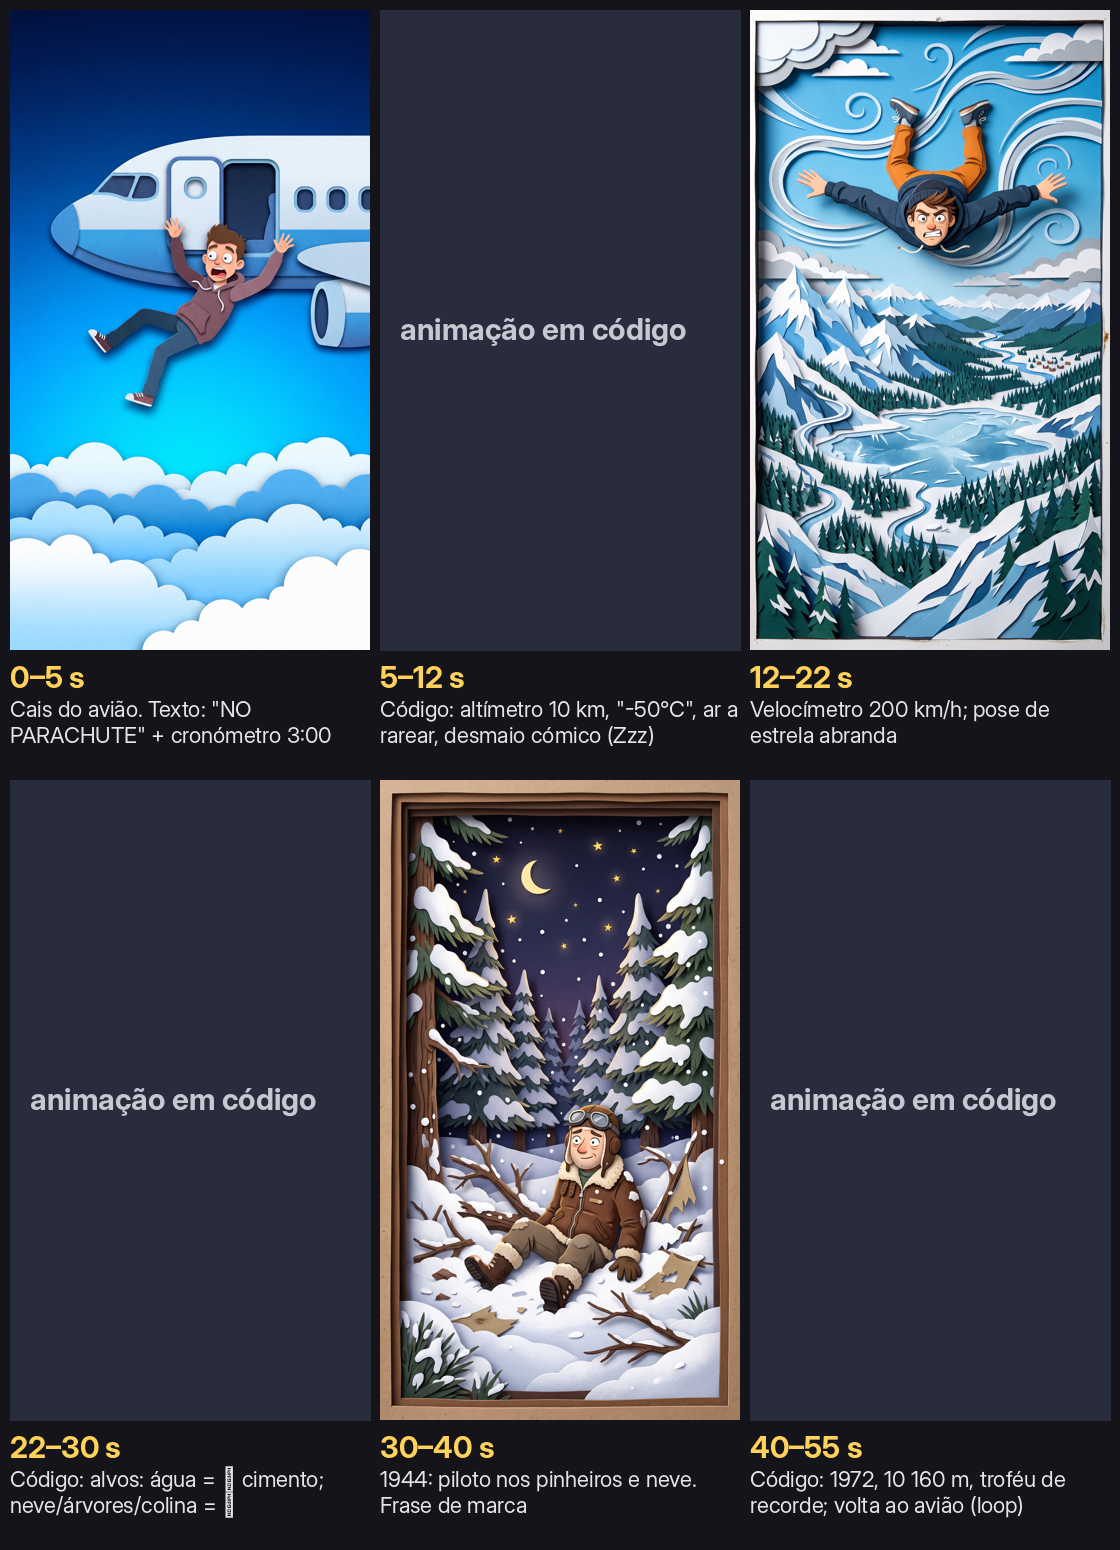 animação em código
0–5 s
Cais do avião. Texto: "NO
PARACHUTE" + cronómetro 3:00
5–12 s
Código: altímetro 10 km, "-50°C", ar a
rarear, desmaio cómico (Zzz)
12–22 s
Velocímetro 200 km/h; pose de
estrela abranda
animação em código
animação em código
22–30 s
Código: alvos: água = cimento;
neve/árvores/colina =
30–40 s
1944: piloto nos pinheiros e neve.
Frase de marca
40–55 s
Código: 1972, 10 160 m, troféu de
recorde; volta ao avião (loop)